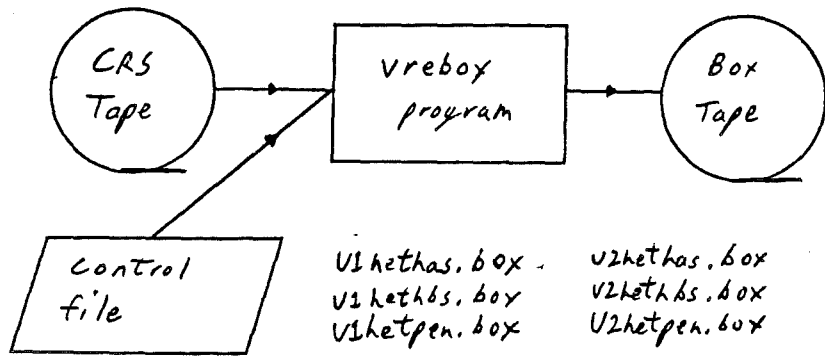 CRS
Tape
vrebox
program
Box
Tape
control
file
V1hethas.box
V1hethbs.box
V1hetpen.box
V2hethas.box
V2hethbs.box
V2hetpen.box